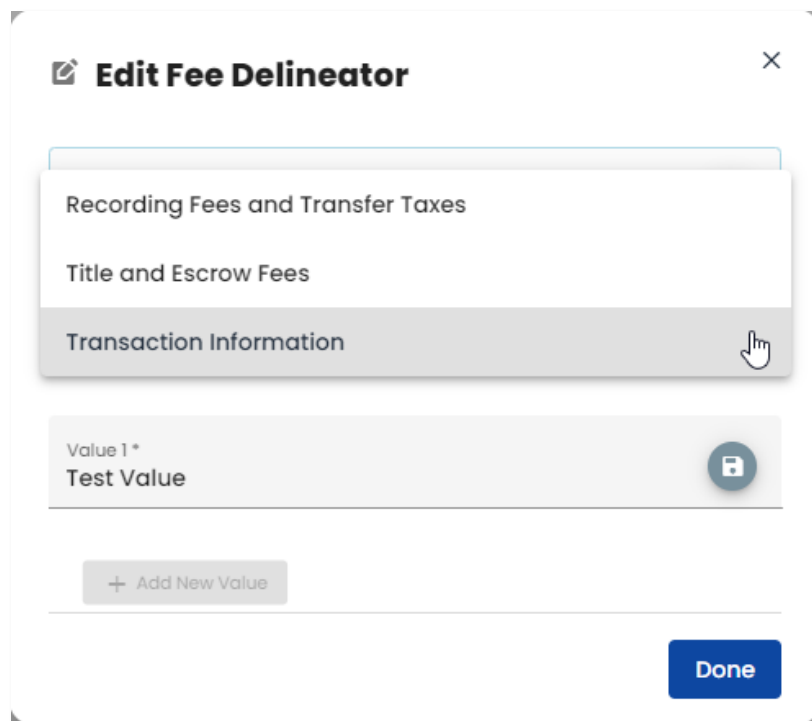 Edit Fee Delineator
Recording Fees and Transfer Taxes
Title and Escrow Fees
Transaction Information
Value 1 *
Test Value
+ Add New Value
Done